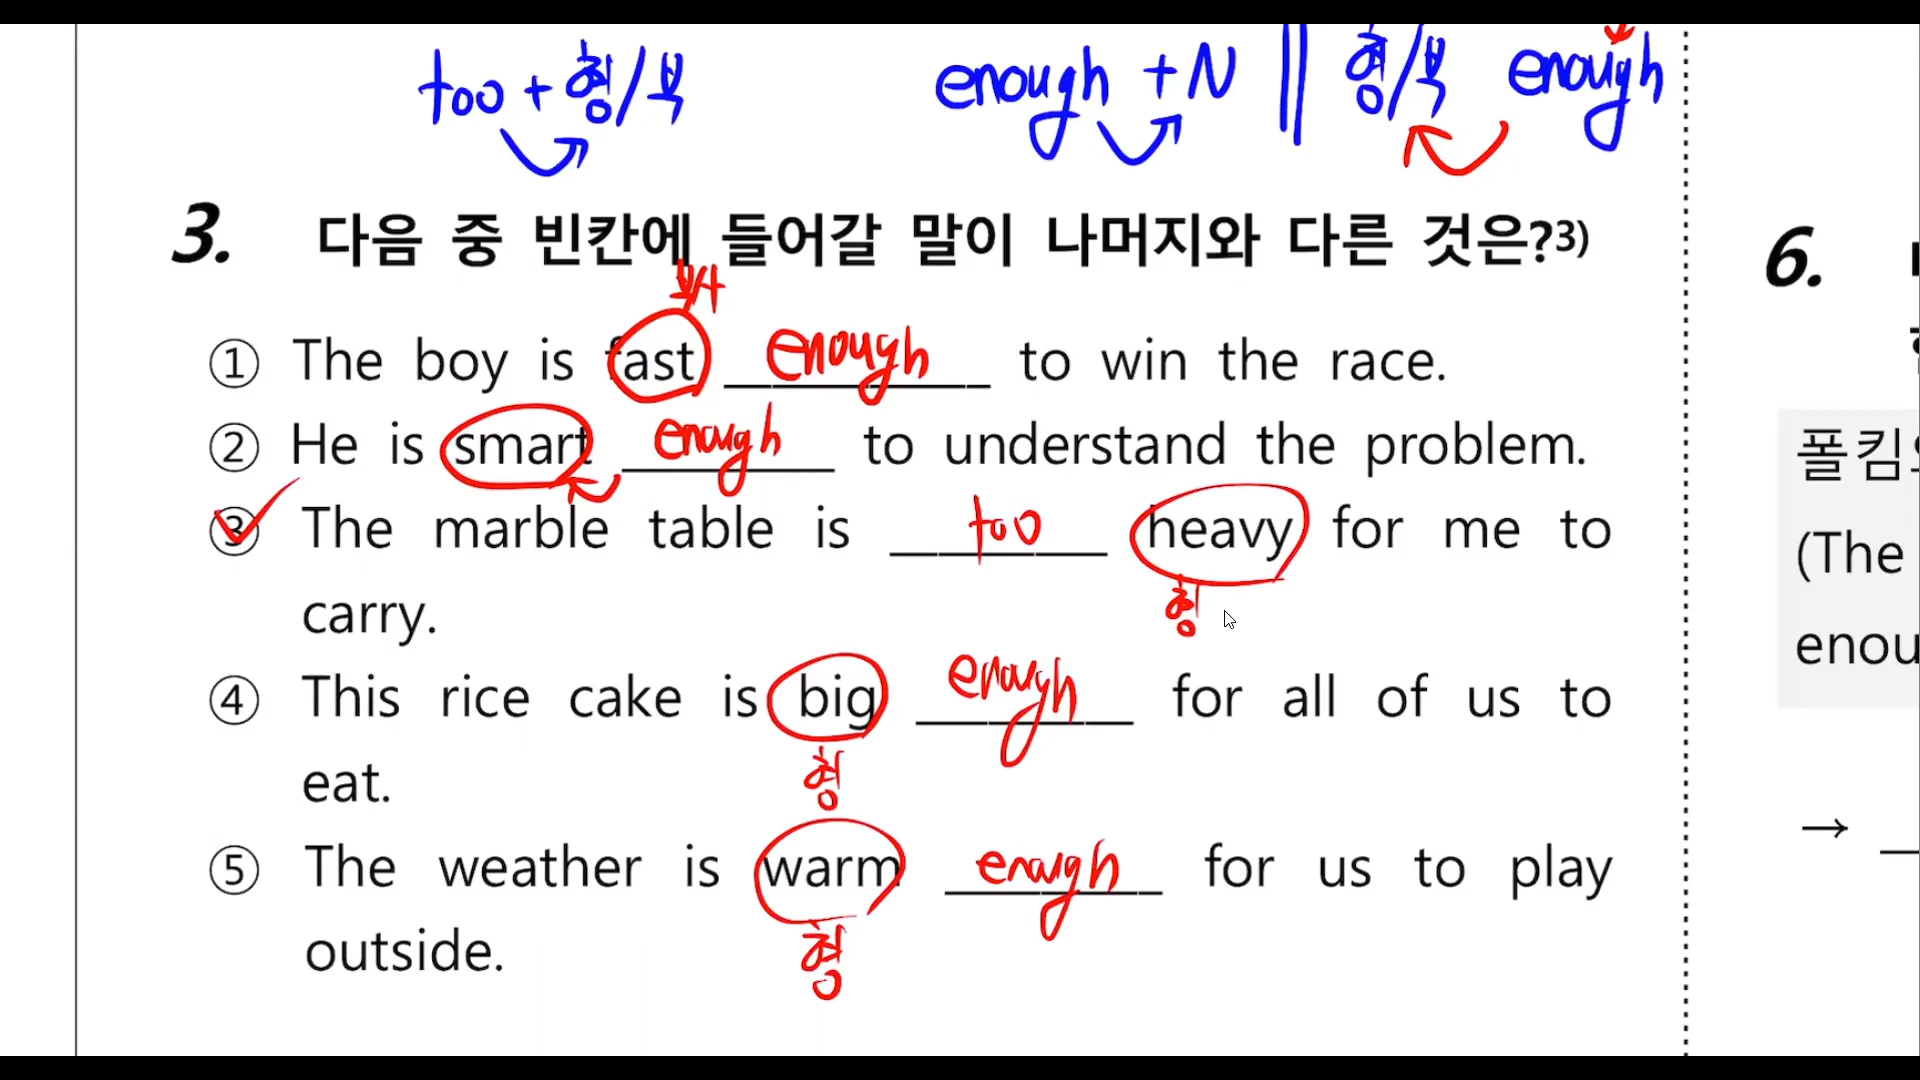 too + 형/부 enough + N || 형/부 enough
3. 다음 중 빈칸에 들어갈 말이 나머지와 다른 것은?3)
부사
① The boy is fast enough to win the race.
② He is smart enough to understand the problem.
③ The marble table is too heavy for me to
형
carry.
④ This rice cake is big enough for all of us to
형
eat.
⑤ The weather is warm enough for us to play
형
outside.
6.
폴킴
(The
enou
→